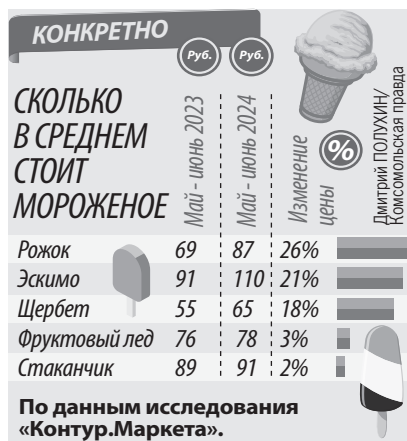 КОНКРЕТНО
Руб.
Руб.
СКОЛЬКО
В СРЕДНЕМ
СТОИТ
МОРОЖЕНОЕ
Май - июнь 2023
Май - июнь 2024
Изменение
цены
%
Дмитрий ПОЛУХИН/
Комсомольская правда
Рожок 69 87 26%
Эскимо 91 110 21%
Щербет 55 65 18%
Фруктовый лед 76 78 3%
Стаканчик 89 91 2%
По данным исследования
«Контур.Маркета».